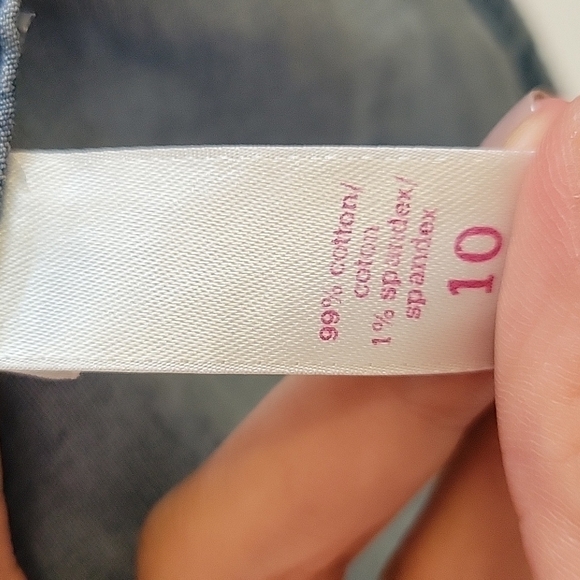 99% cotton/
coton
1% spandex/
spandex
10